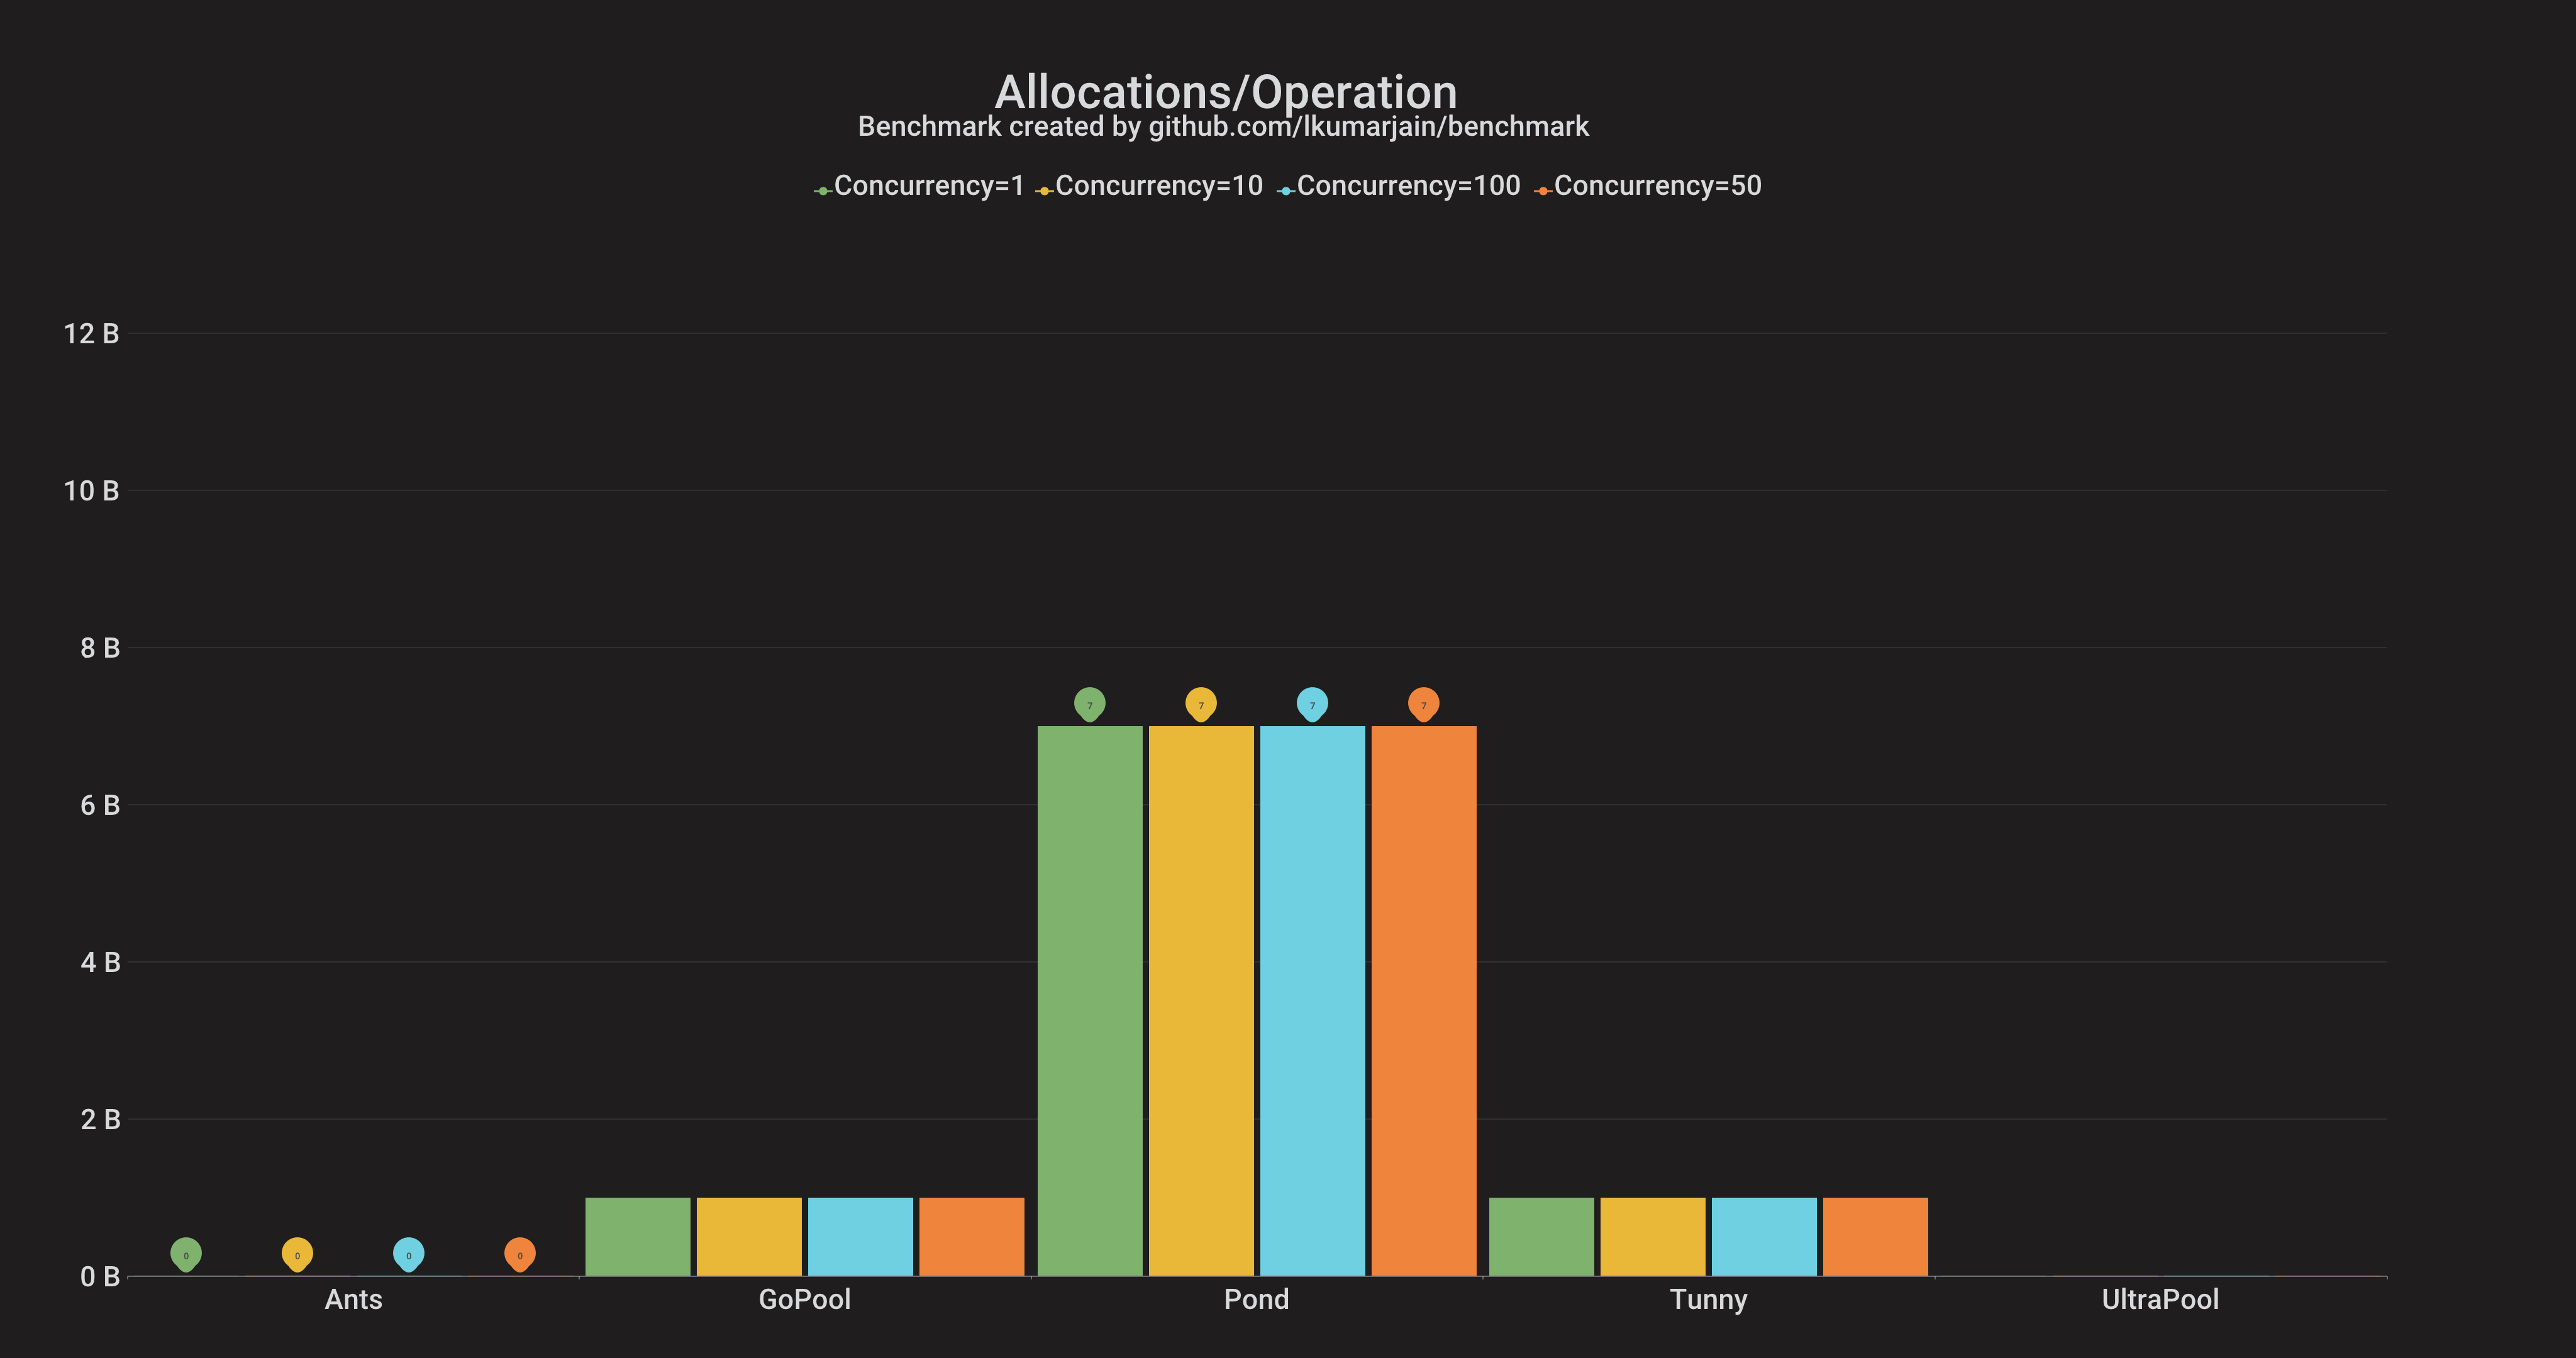 Allocations/Operation
Benchmark created by github.com/lkumarjain/benchmark
Concurrency=1 Concurrency=10 Concurrency=100 Concurrency=50
12 B
10 B
8 B
7 7 7 7
6 B
4 B
2 B
0 0 0 0
0 B
Ants GoPool Pond Tunny UltraPool